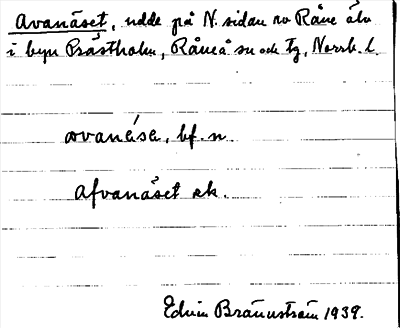 Avanäset, udde på N. sidan av Råne älv
i byn Prästholm, Råneå sn och tg, Norrb. l.
avanése, bf. n.
Afvanäset ek.
Edvin Brännström 1939.